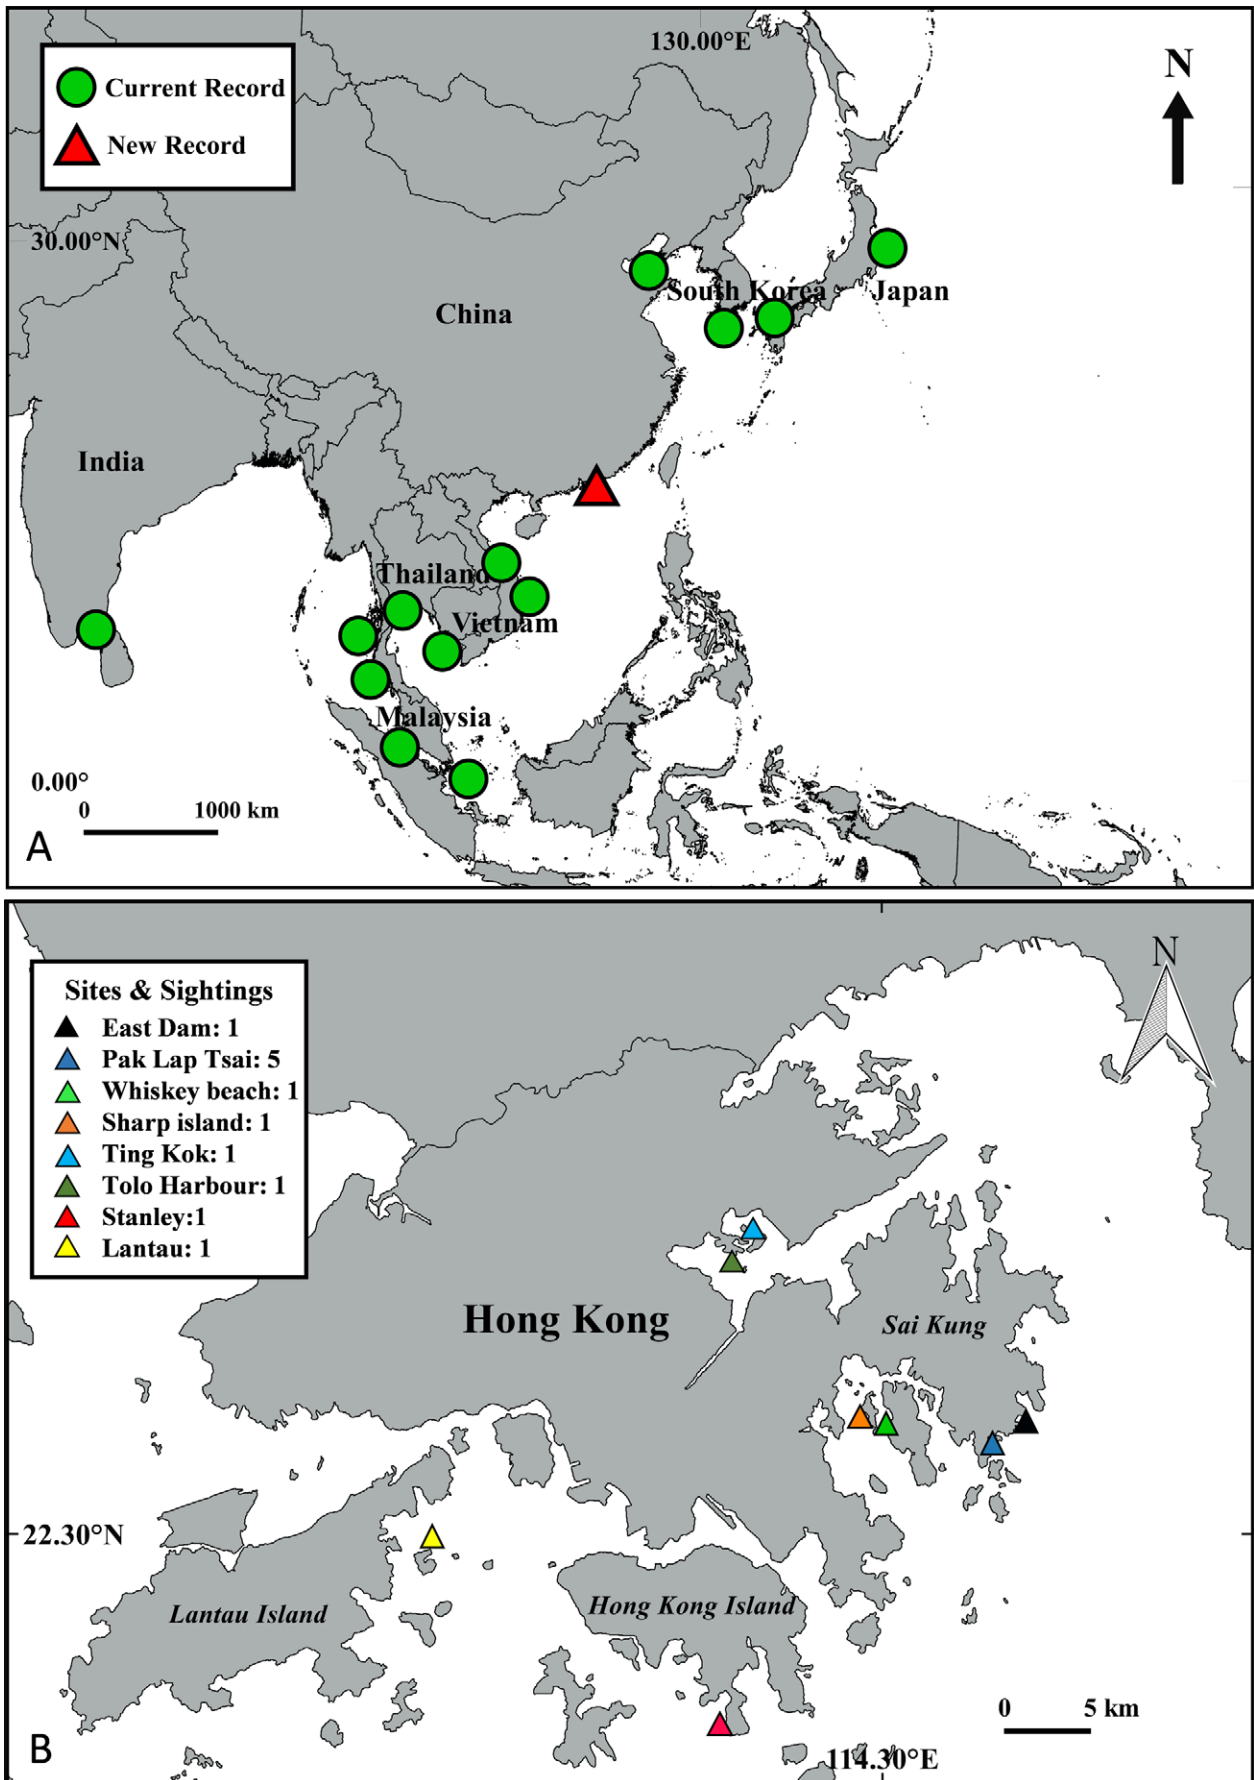 130.00°E
N
Current Record
New Record
30.00°N
South Korea
Japan
China
India
Thailand
Vietnam
Malaysia
0.00°
0 1000 km
A
N
Sites & Sightings
East Dam: 1
Pak Lap Tsai: 5
Whiskey beach: 1
Sharp island: 1
Ting Kok: 1
Tolo Harbour: 1
Stanley:1
Lantau: 1
Hong Kong
Sai Kung
22.30°N
Lantau Island
Hong Kong Island
0 5 km
B
114.30°E